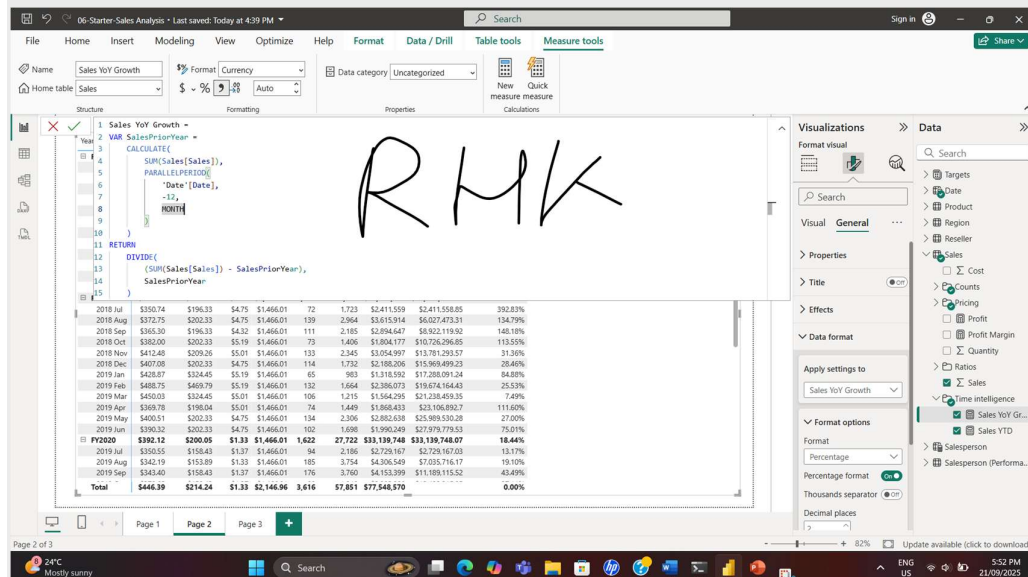 06-Starter-Sales Analysis • Last saved: Today at 4:39 PM
Search
Sign in
File Home Insert Modeling View Optimize Help Format Data / Drill Table tools Measure tools
Share
Name Sales YoY Growth
Home table Sales
Structure
$% Format Currency
$ % 9 Auto
Formatting
Data category Uncategorized
Properties
New measure
Quick measure
Calculations
1 Sales YoY Growth =
2 VAR SalesPriorYear =
3 CALCULATE(
4 SUM(Sales[Sales]),
5 PARALLELPERIOD(
6 'Date'[Date],
7 -12,
8 MONTH
9 )
10 )
11 RETURN
12 DIVIDE(
13 (SUM(Sales[Sales]) - SalesPriorYear),
14 SalesPriorYear
15 )
RHK
2018 Jul $350.74 $196.33 $4.75 $1,466.01 72 1,723 $2,411,559 $2,411,558.85 392.83%
2018 Aug $372.75 $202.33 $4.75 $1,466.01 139 2,964 $3,615,914 $6,027,473.31 134.79%
2018 Sep $365.30 $196.33 $4.32 $1,466.01 111 2,185 $2,894,647 $8,922,119.92 148.18%
2018 Oct $382.00 $202.33 $5.19 $1,466.01 73 1,406 $1,804,177 $10,726,296.85 113.55%
2018 Nov $412.48 $209.26 $5.01 $1,466.01 133 2,345 $3,054,997 $13,781,293.57 31.36%
2018 Dec $407.08 $202.33 $4.75 $1,466.01 114 1,732 $2,188,206 $15,969,499.23 28.46%
2019 Jan $428.87 $324.45 $5.19 $1,466.01 65 983 $1,318,592 $17,288,091.24 84.88%
2019 Feb $488.75 $469.79 $5.19 $1,466.01 132 1,664 $2,386,073 $19,674,164.43 25.53%
2019 Mar $450.03 $324.45 $5.01 $1,466.01 106 1,215 $1,564,295 $21,238,459.35 7.49%
2019 Apr $369.78 $198.04 $5.01 $1,466.01 74 1,449 $1,868,433 $23,106,892.7 111.60%
2019 May $400.51 $202.33 $4.75 $1,466.01 134 2,306 $2,882,638 $25,989,530.28 27.00%
2019 Jun $390.32 $202.33 $4.75 $1,466.01 102 1,698 $1,990,249 $27,979,779.53 75.01%
FY2020 $392.12 $200.05 $1.33 $1,466.01 1,622 27,722 $33,139,748 $33,139,748.07 18.44%
2019 Jul $350.55 $158.43 $1.37 $1,466.01 94 2,186 $2,729,167 $2,729,167.03 13.17%
2019 Aug $342.19 $153.89 $1.33 $1,466.01 185 3,754 $4,306,549 $7,035,716.17 19.10%
2019 Sep $343.40 $158.43 $1.37 $1,466.01 176 3,760 $4,153,399 $11,189,115.52 43.49%
Total $446.39 $214.24 $1.33 $2,146.96 3,616 57,851 $77,548,570 0.00%
Visualizations
Format visual
Search
Visual General
Properties
Title Off
Effects
Data format
Apply settings to
Sales YoY Growth
Format options
Format
Percentage
Percentage format On
Thousands separator Off
Decimal places
Data
Search
Targets
Date
Product
Region
Reseller
Sales
Cost
Counts
Pricing
Profit
Profit Margin
Quantity
Ratios
Sales
Time intelligence
Sales YoY Gr...
Sales YTD
Salesperson
Salesperson (Performa...
Page 1 Page 2 Page 3
Page 2 of 3
82%
Update available (click to download
24°C
Mostly sunny
Search
ENG
US
5:52 PM
21/09/2025